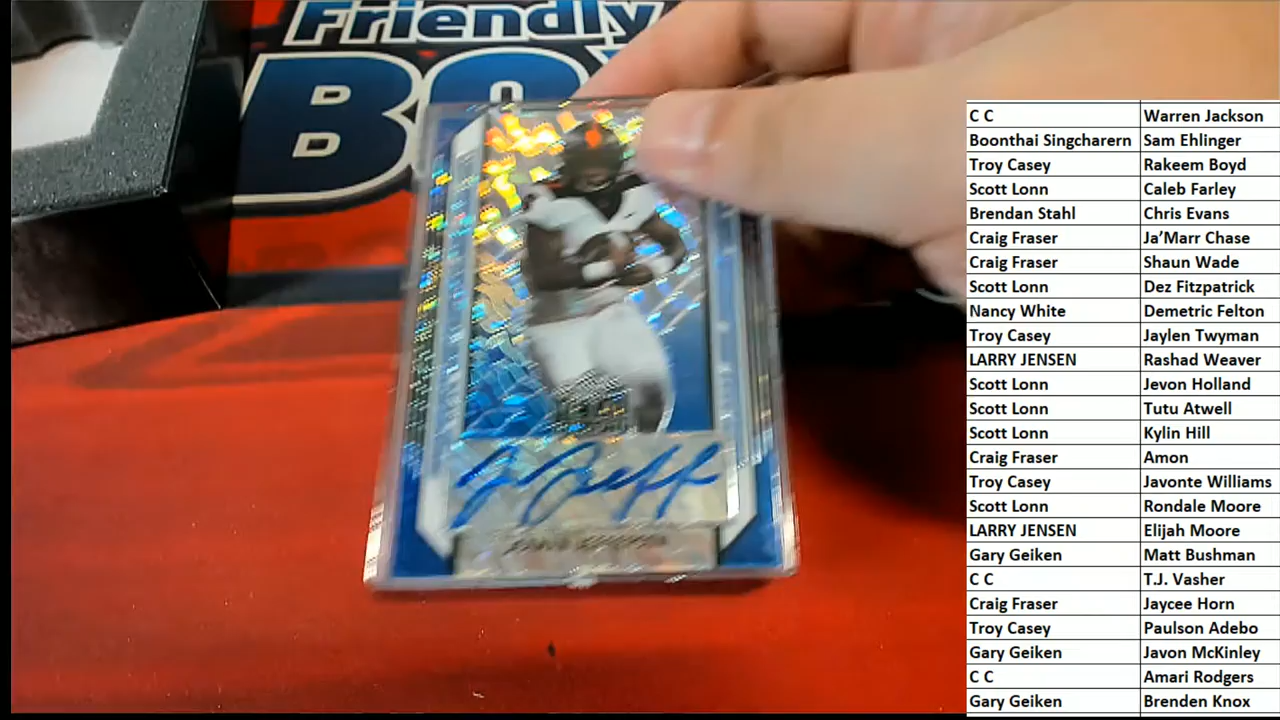 Friendly
BO
J Jeff
C C Warren Jackson
Boonthai Singcharern Sam Ehlinger
Troy Casey Rakeem Boyd
Scott Lonn Caleb Farley
Brendan Stahl Chris Evans
Craig Fraser Ja’Marr Chase
Craig Fraser Shaun Wade
Scott Lonn Dez Fitzpatrick
Nancy White Demetric Felton
Troy Casey Jaylen Twyman
LARRY JENSEN Rashad Weaver
Scott Lonn Jevon Holland
Scott Lonn Tutu Atwell
Scott Lonn Kylin Hill
Craig Fraser Amon
Troy Casey Javonte Williams
Scott Lonn Rondale Moore
LARRY JENSEN Elijah Moore
Gary Geiken Matt Bushman
C C T.J. Vasher
Craig Fraser Jaycee Horn
Troy Casey Paulson Adebo
Gary Geiken Javon McKinley
C C Amari Rodgers
Gary Geiken Brenden Knox